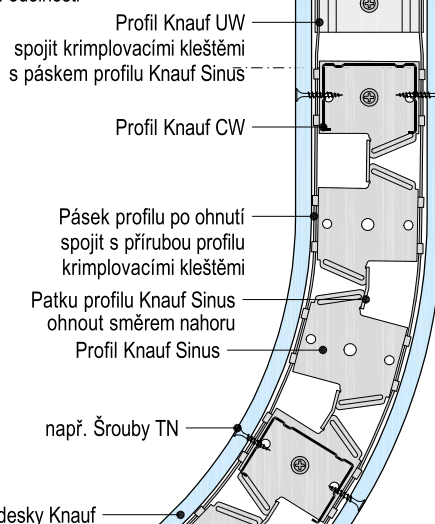 Profil Knauf UW
spojit krimplovacími kleštěmi
s páskem profilu Knauf Sinus
Profil Knauf CW
Pásek profilu po ohnutí
spojit s přírubou profilu
krimplovacími kleštěmi
Patku profilu Knauf Sinus
ohnout směrem nahoru
Profil Knauf Sinus
např. Šrouby TN
desky Knauf